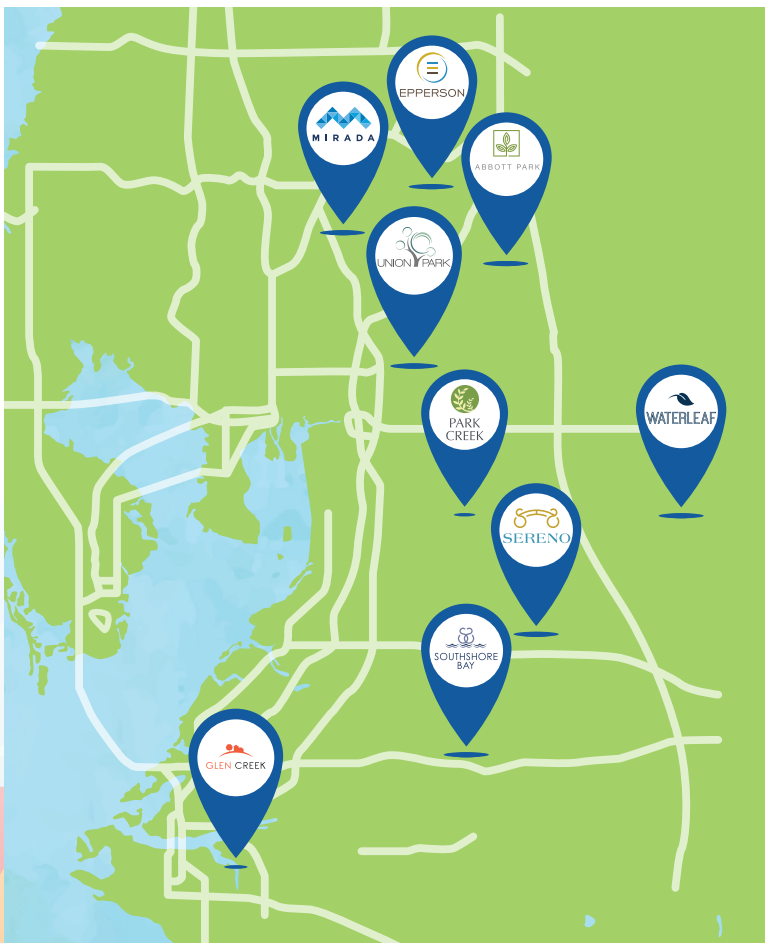 EPPERSON
MIRADA
ABBOTT PARK
UNION PARK
PARK
CREEK
WATERLEAF
SERENO
SOUTHSHORE
BAY
GLEN CREEK